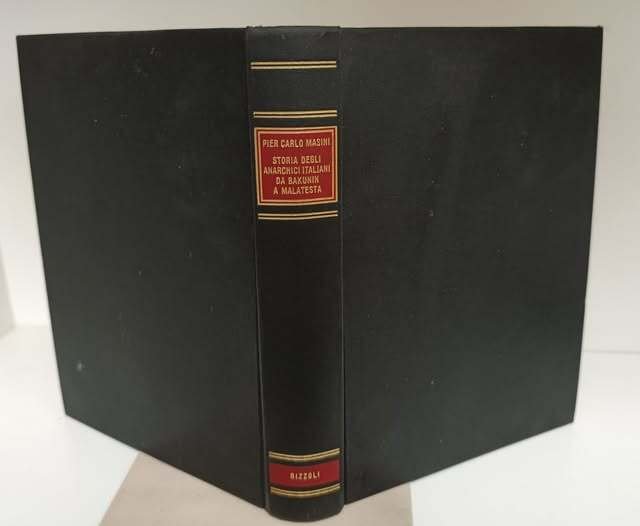 PIER CARLO MASINI
STORIA DEGLI
ANARCHICI ITALIANI
DA BAKUNIN
A MALATESTA
RIZZOLI